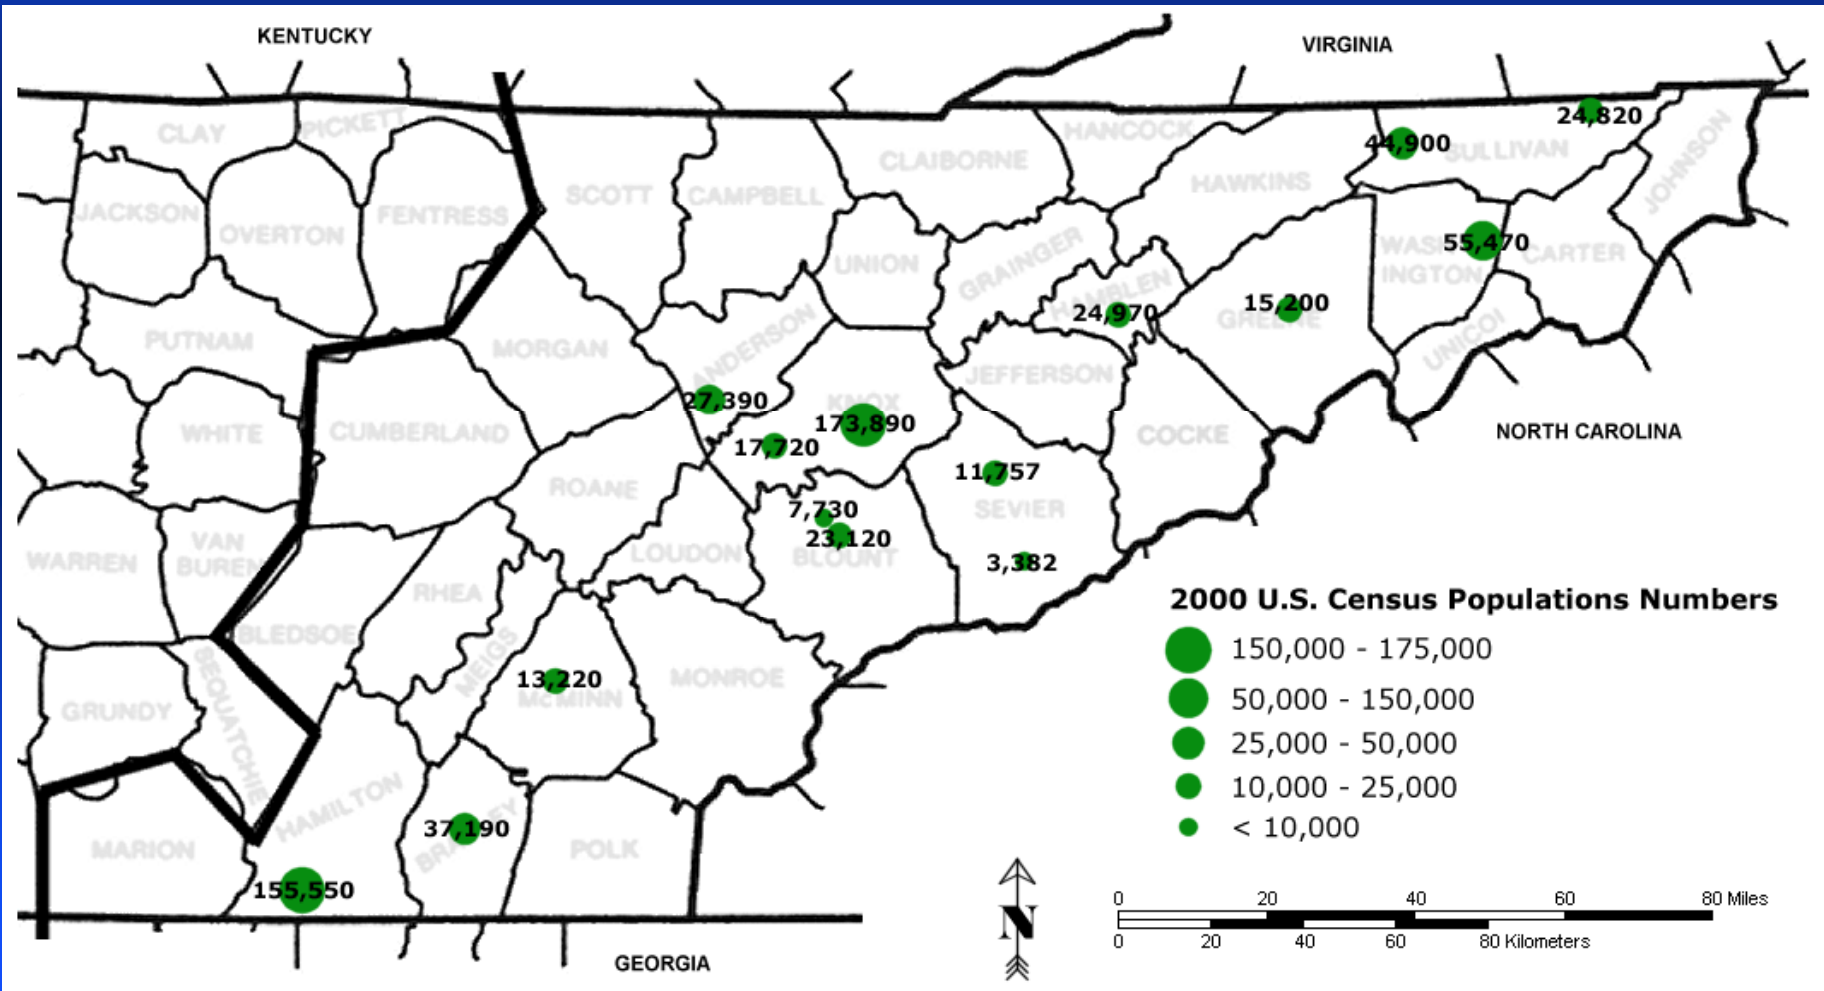 KENTUCKY
VIRGINIA
CLAY
PICKETT
HANCOCK
24,820
44,900
SULLIVAN
JOHNSON
SCOTT
CAMPBELL
CLAIBORNE
HAWKINS
JACKSON
OVERTON
FENTRESS
UNION
GRAINGER
WASH
INGTON
55,470
CARTER
PUTNAM
MORGAN
ANDERSON
HAMBLEN
24,970
15,200
GREENE
UNICOI
JEFFERSON
27,390
KNOX
173,890
17,720
WHITE
CUMBERLAND
COCKE
NORTH CAROLINA
11,757
ROANE
SEVIER
7,730
23,120
BLOUNT
3,382
WARREN
VAN
BUREN
LOUDON
RHEA
BLEDSOE
MEIGS
13,220
McMINN
MONROE
GRUNDY
SEQUATCHIE
HAMILTON
37,190
BRADLEY
MARION
POLK
155,550
GEORGIA
2000 U.S. Census Populations Numbers
150,000 - 175,000
50,000 - 150,000
25,000 - 50,000
10,000 - 25,000
< 10,000
N
0 20 40 60 80 Miles
0 20 40 60 80 Kilometers